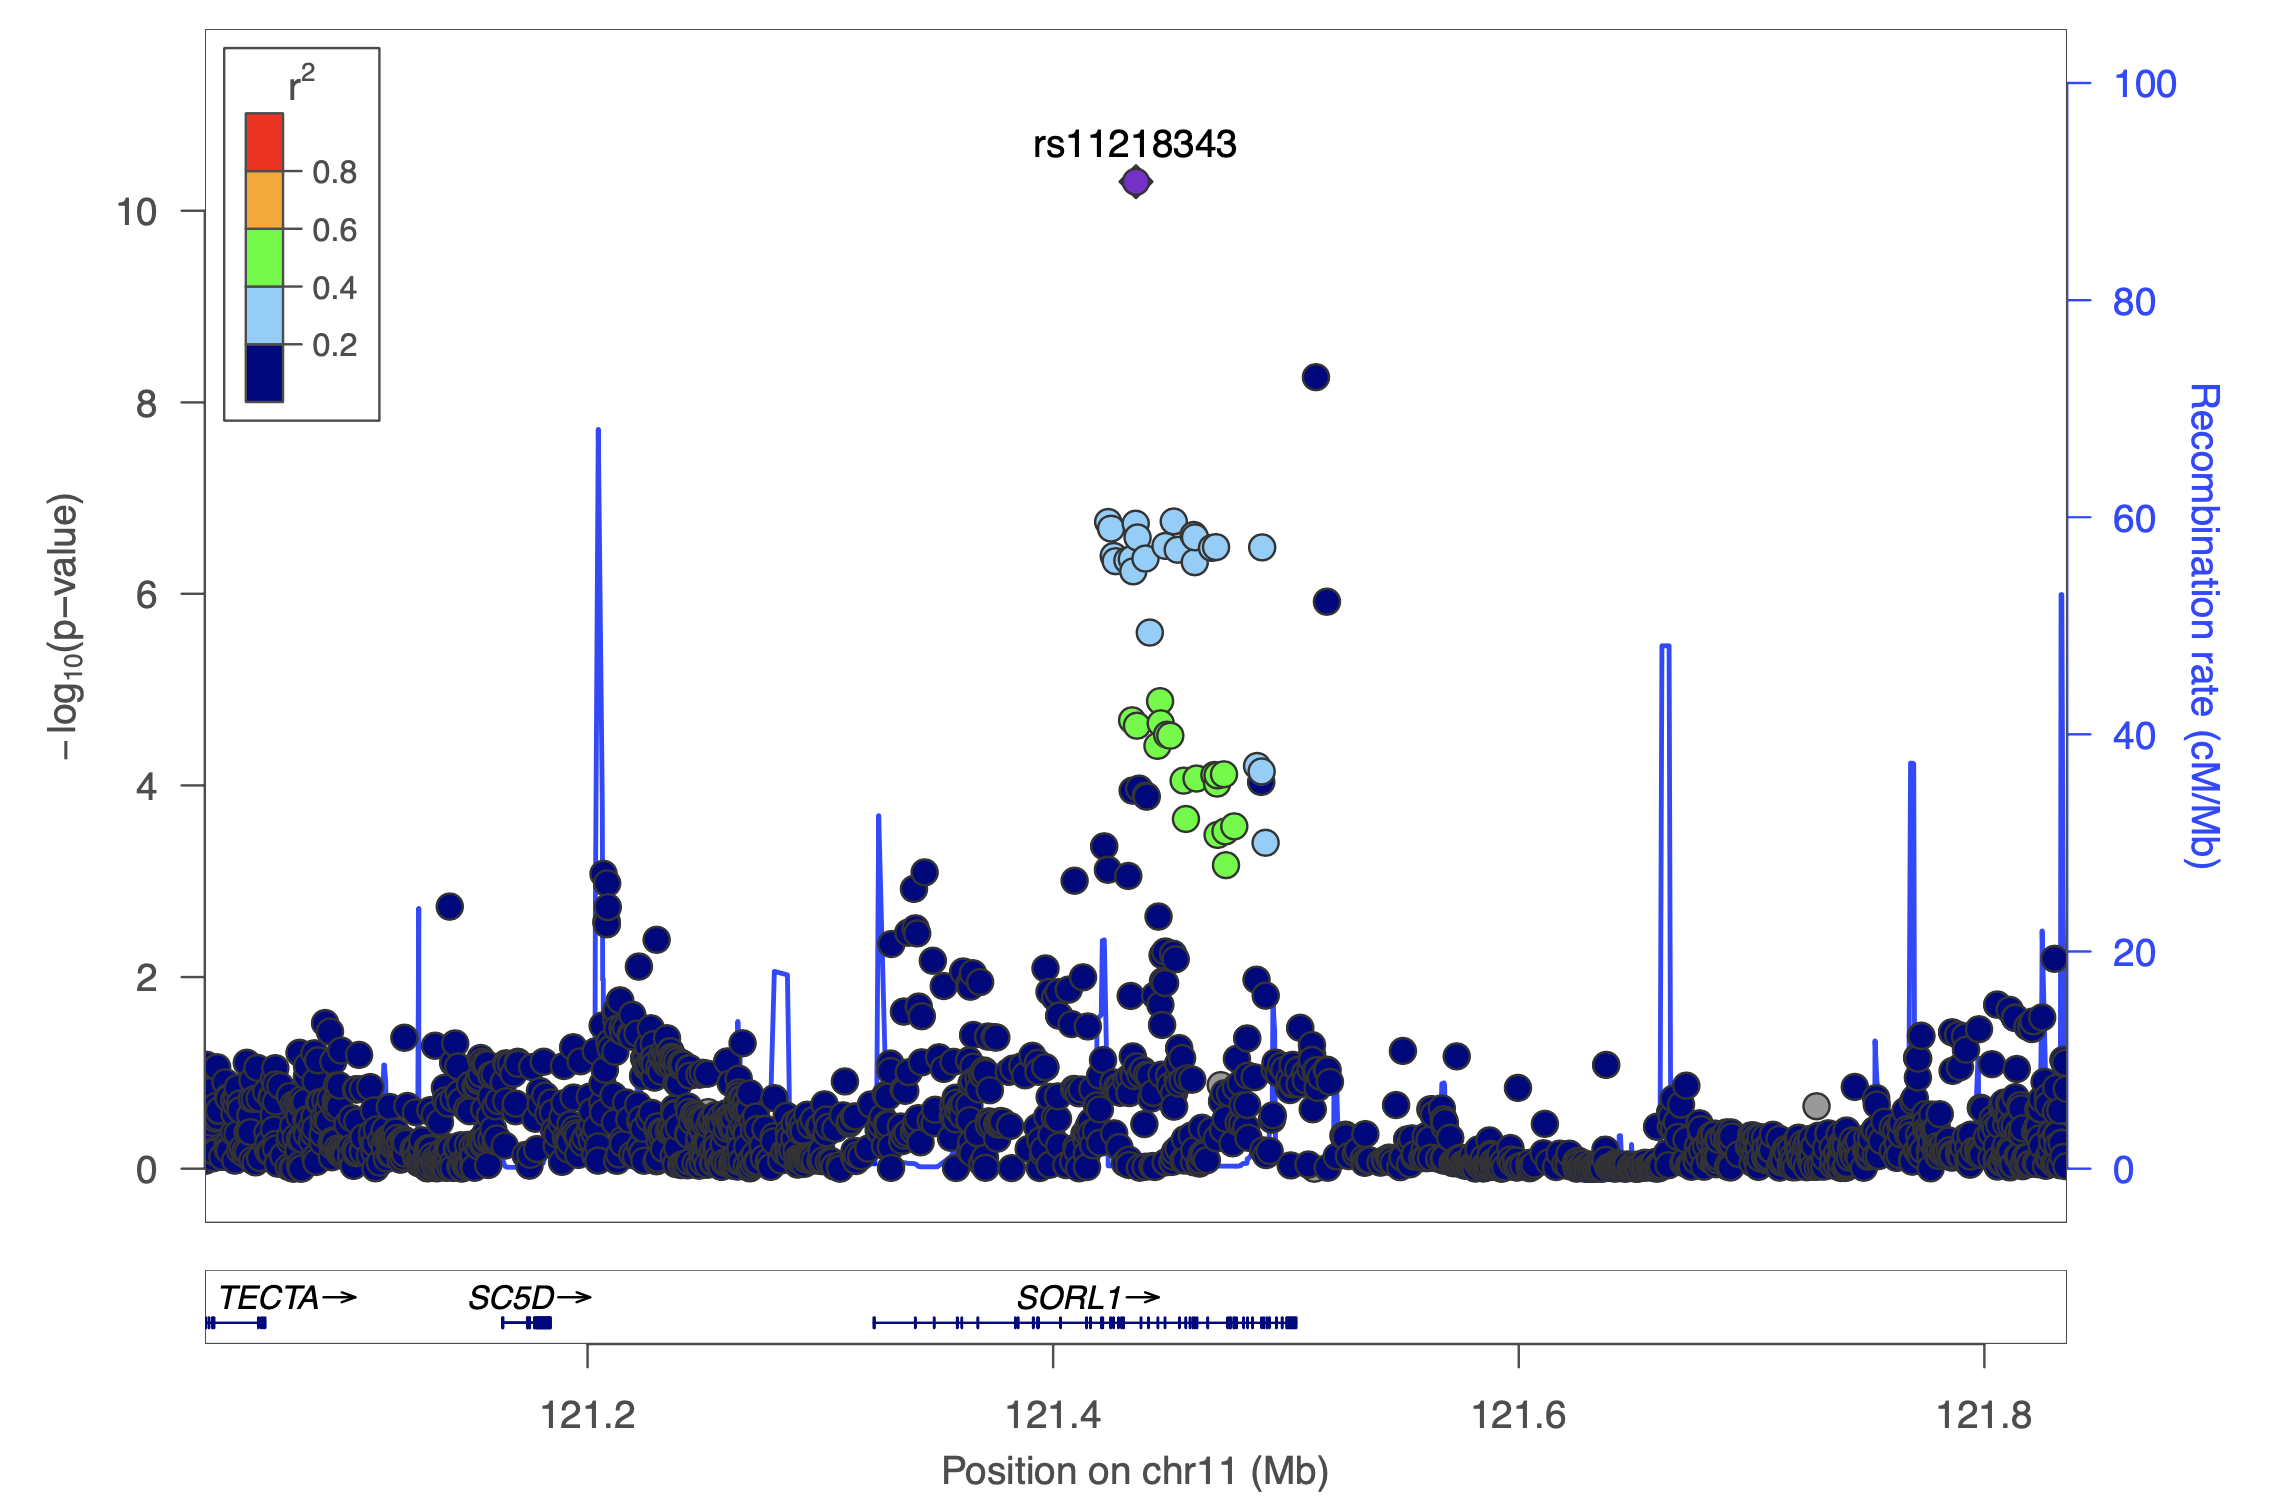 r2
0.8
0.6
0.4
0.2
rs11218343
10
8
6
4
2
0
−log10(p−value)
100
80
60
40
20
0
Recombination rate (cM/Mb)
TECTA→
SC5D→
SORL1→
121.2
121.4
121.6
121.8
Position on chr11 (Mb)